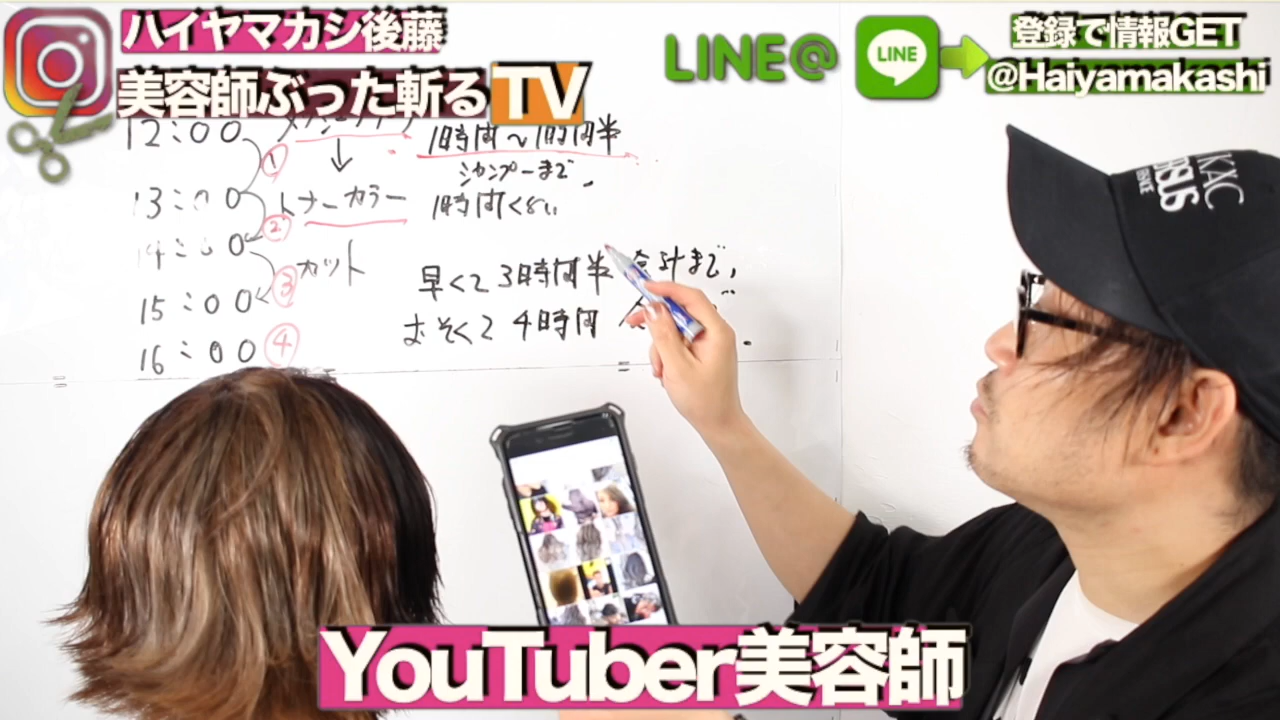 ハイヤマカシ後藤
美容師ぶった斬るTV
LINE@
LINE
登録で情報GET
@Haiyamakashi
12:00
① 
1時間〜1時間半
↓
シャンプーまで
13:00
トナーカラー
1時間くらい
②
14:00
カット
③
15:00
早くて3時間半 会計まで
おそくて4時間
16:00
④
YouTuber美容師